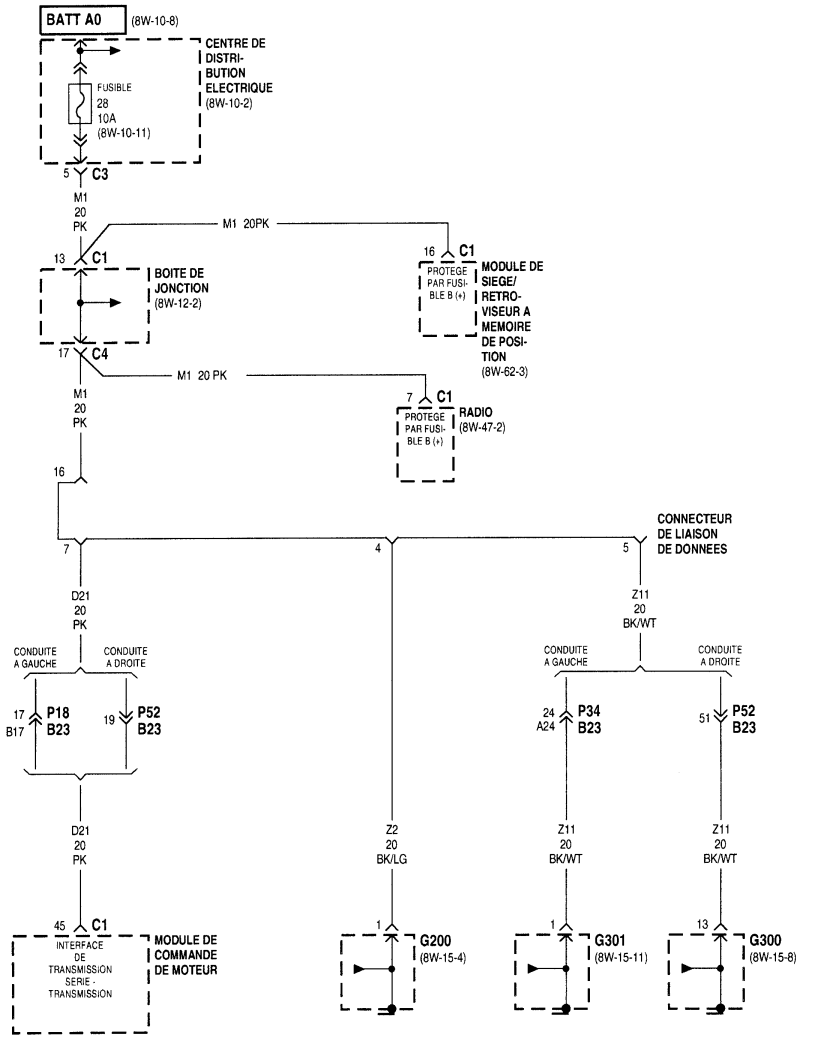 BATT A0
(8W-10-8)
CENTRE DE
DISTRI-
BUTION
ELECTRIQUE
(8W-10-2)
FUSIBLE
28
10A
(8W-10-11)
5
C3
M1
20
PK
M1 20PK
13
C1
16
C1
BOITE DE
JONCTION
(8W-12-2)
PROTEGE
PAR FUSI-
BLE B (+)
MODULE DE
SIEGE/
RETRO-
VISEUR A
MEMOIRE
DE POSI-
TION
(8W-62-3)
17
C4
M1 20 PK
M1
20
PK
7
C1
PROTEGE
PAR FUSI-
BLE B (+)
RADIO
(8W-47-2)
16
CONNECTEUR
DE LIAISON
DE DONNEES
7
4
5
D21
20
PK
Z11
20
BK/WT
CONDUITE
A GAUCHE
CONDUITE
A DROITE
CONDUITE
A GAUCHE
CONDUITE
A DROITE
17
B17
P18
B23
19
P52
B23
24
A24
P34
B23
51
P52
B23
D21
20
PK
Z2
20
BK/LG
Z11
20
BK/WT
Z11
20
BK/WT
45
C1
1
1
13
INTERFACE
DE
TRANSMISSION
SERIE -
TRANSMISSION
MODULE DE
COMMANDE
DE MOTEUR
G200
(8W-15-4)
G301
(8W-15-11)
G300
(8W-15-8)